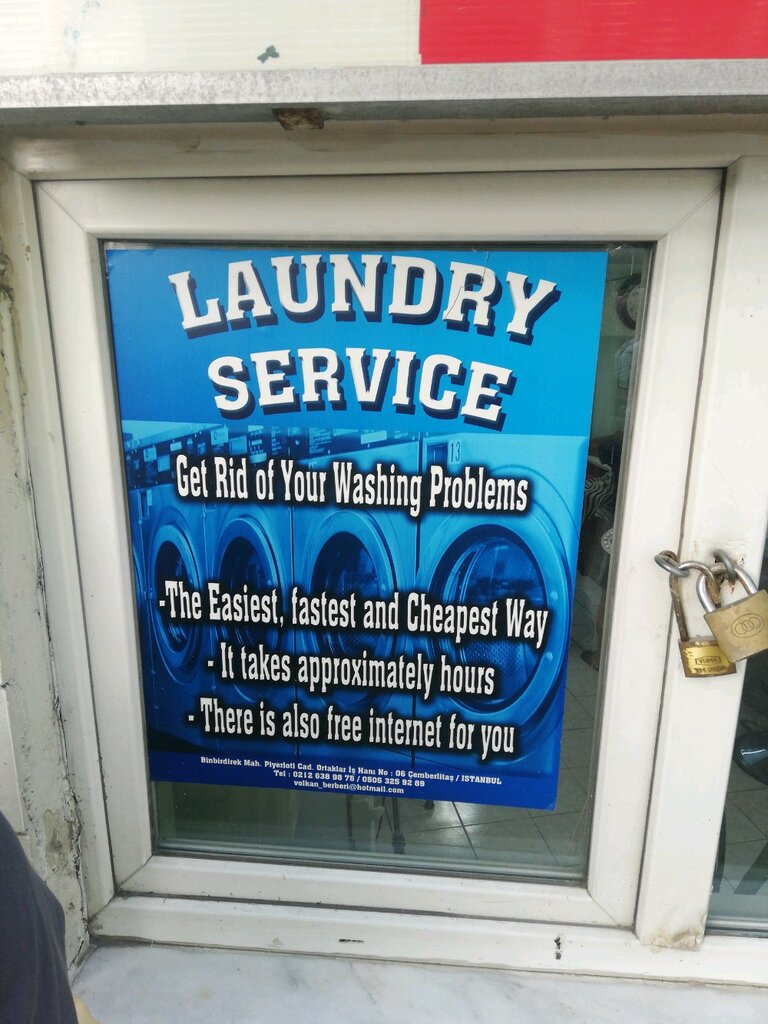 LAUNDRY
SERVICE
13
Get Rid of Your Washing Problems
-The Easiest, fastest and Cheapest Way
- It takes approximately hours
- There is also free internet for you
Binbirdirek Mah. Piyerloti Cad. Ortaklar İş Hanı No : 06 Çemberlitaş / ISTANBUL
Tel : 0212 638 98 75 / 0505 325 92 89
volkan_berberi@hotmail.com